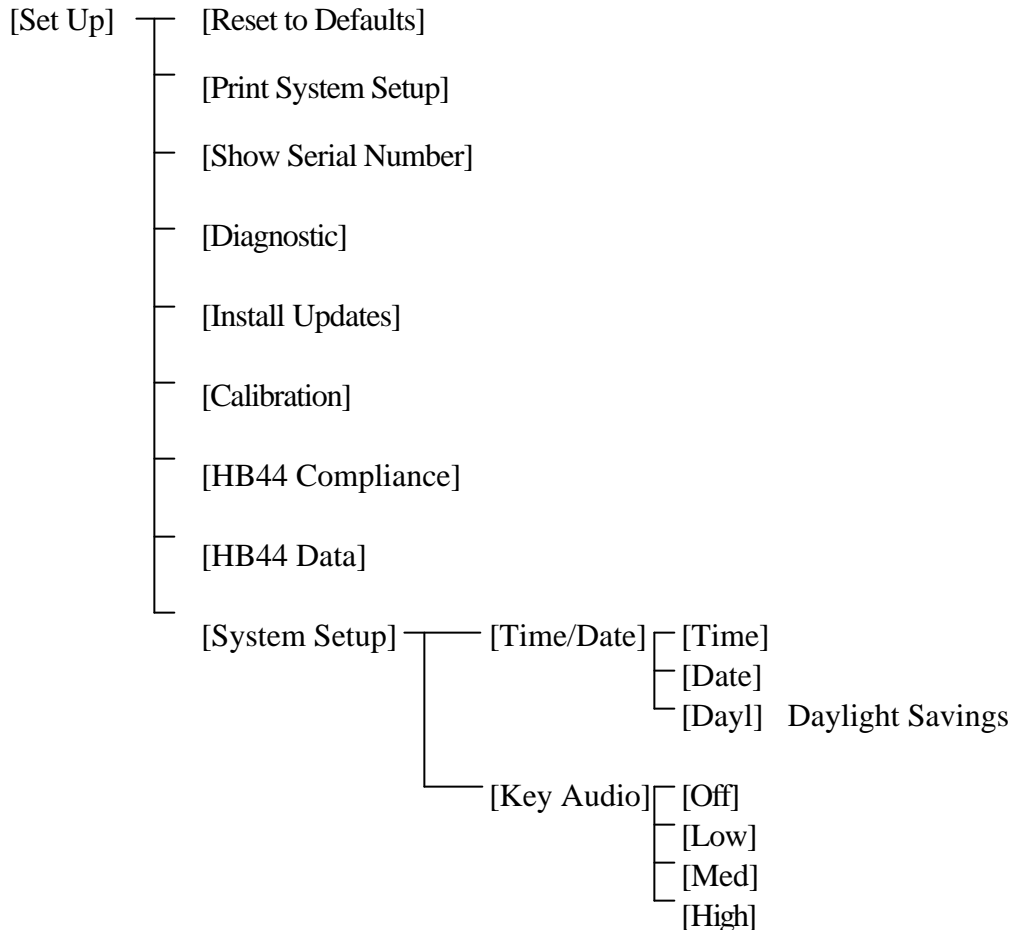 [Set Up] [Reset to Defaults]
[Print System Setup]
[Show Serial Number]
[Diagnostic]
[Install Updates]
[Calibration]
[HB44 Compliance]
[HB44 Data]
[System Setup] [Time/Date] [Time]
[Date]
[Dayl] Daylight Savings
[Key Audio] [Off]
[Low]
[Med]
[High]